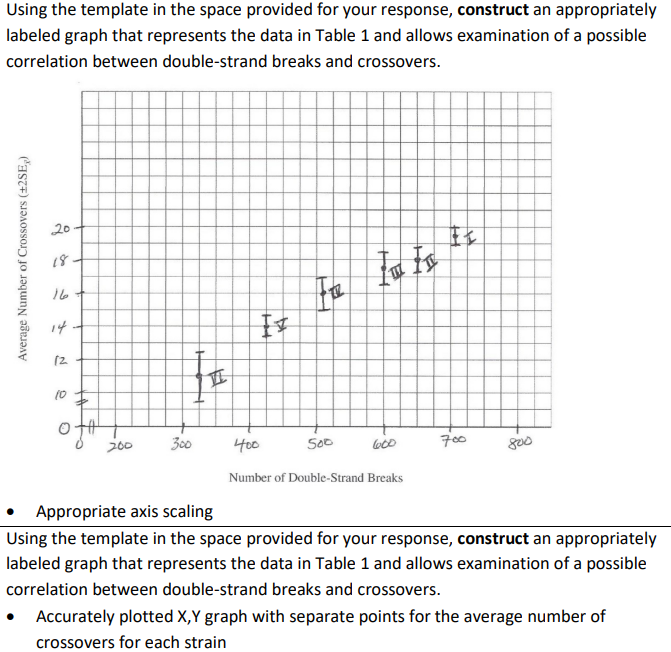 Using the template in the space provided for your response, construct an appropriately
labeled graph that represents the data in Table 1 and allows examination of a possible
correlation between double-strand breaks and crossovers.
Average Number of Crossovers (±2SE𝑥̄)
20
18
16
14
12
10
0
I
II
III
IV
V
VI
0 200 300 400 500 600 700 800
Number of Double-Strand Breaks
• Appropriate axis scaling
Using the template in the space provided for your response, construct an appropriately
labeled graph that represents the data in Table 1 and allows examination of a possible
correlation between double-strand breaks and crossovers.
• Accurately plotted X,Y graph with separate points for the average number of
crossovers for each strain